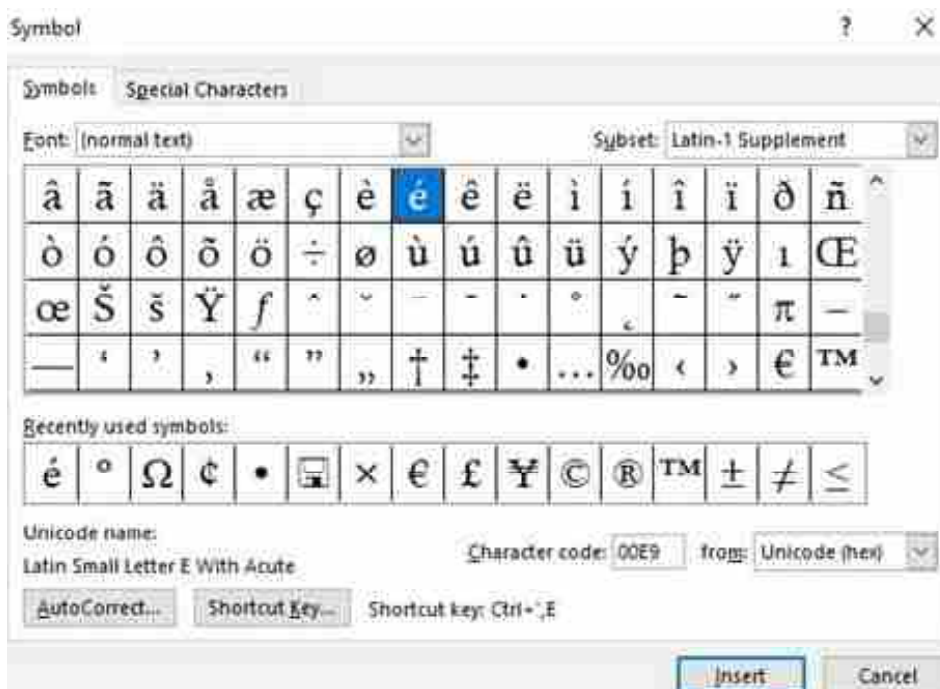 Symbol ? ×
Symbols Special Characters
Font: (normal text) Subset: Latin-1 Supplement
â ã ä å æ ç è é ê ë ì í î ï ð ñ
ò ó ô õ ö ÷ ø ù ú û ü ý þ ÿ ı Œ
œ Š š Ÿ ƒ ˆ ˇ ˉ ˘ ˙ ˚ ˛ ˜ ˝ π –
— ‘ ’ ‚ “ ” „ † ‡ • … ‰ ‹ › € ™
Recently used symbols:
é ° Ω ¢ • × € £ ¥ © ® ™ ± ≠ ≤
Unicode name:
Latin Small Letter E With Acute
Character code: 00E9 from: Unicode (hex)
AutoCorrect... Shortcut Key... Shortcut key: Ctrl+',E
Insert Cancel